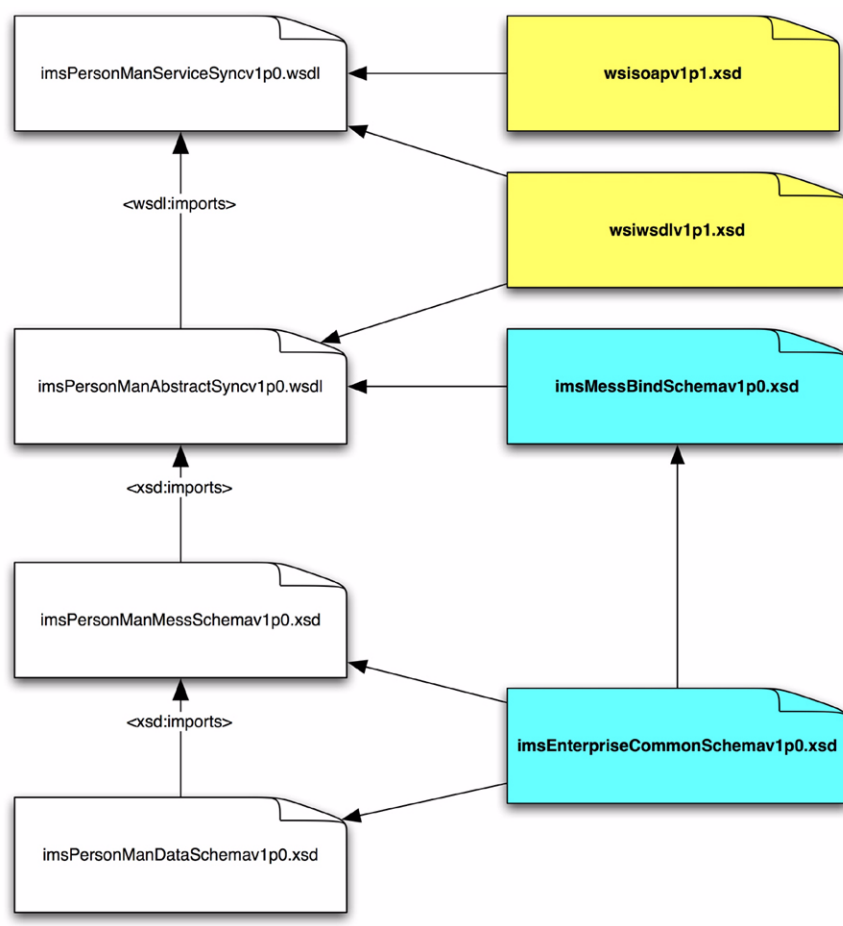 imsPersonManServiceSyncv1p0.wsdl
wsisoapv1p1.xsd
<wsdl:imports>
wsiwsdlv1p1.xsd
imsPersonManAbstractSyncv1p0.wsdl
imsMessBindSchemav1p0.xsd
<xsd:imports>
imsPersonManMessSchemav1p0.xsd
<xsd:imports>
imsEnterpriseCommonSchemav1p0.xsd
imsPersonManDataSchemav1p0.xsd